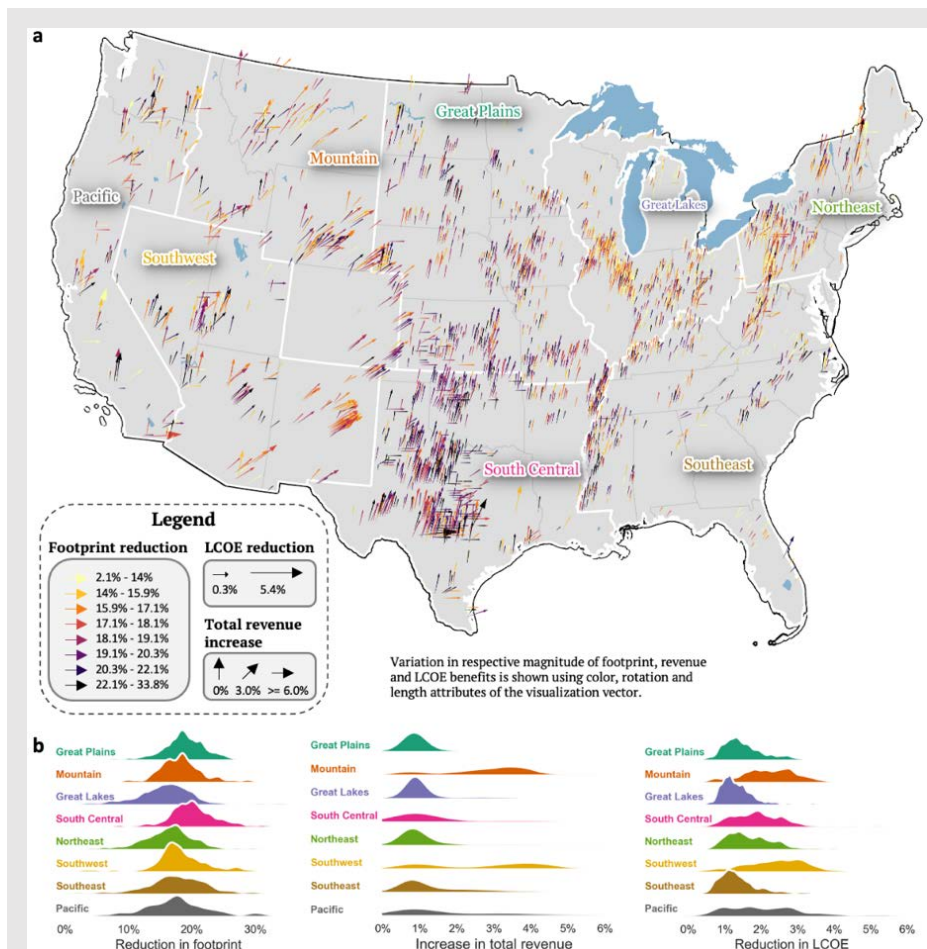 a
Great Plains
Mountain
Pacific
Great Lakes
Northeast
Southwest
South Central
Southeast
Legend
Footprint reduction
2.1% - 14%
14% - 15.9%
15.9% - 17.1%
17.1% - 18.1%
18.1% - 19.1%
19.1% - 20.3%
20.3% - 22.1%
22.1% - 33.8%
LCOE reduction
0.3% 5.4%
Total revenue
increase
0% 3.0% >= 6.0%
Variation in respective magnitude of footprint, revenue
and LCOE benefits is shown using color, rotation and
length attributes of the visualization vector.
b
Great Plains
Mountain
Great Lakes
South Central
Northeast
Southwest
Southeast
Pacific
0% 10% 20% 30%
Reduction in footprint
Great Plains
Mountain
Great Lakes
South Central
Northeast
Southwest
Southeast
Pacific
0% 1% 2% 3% 4% 5% 6%
Increase in total revenue
Great Plains
Mountain
Great Lakes
South Central
Northeast
Southwest
Southeast
Pacific
0% 1% 2% 3% 4% 5% 6%
Reduction in LCOE